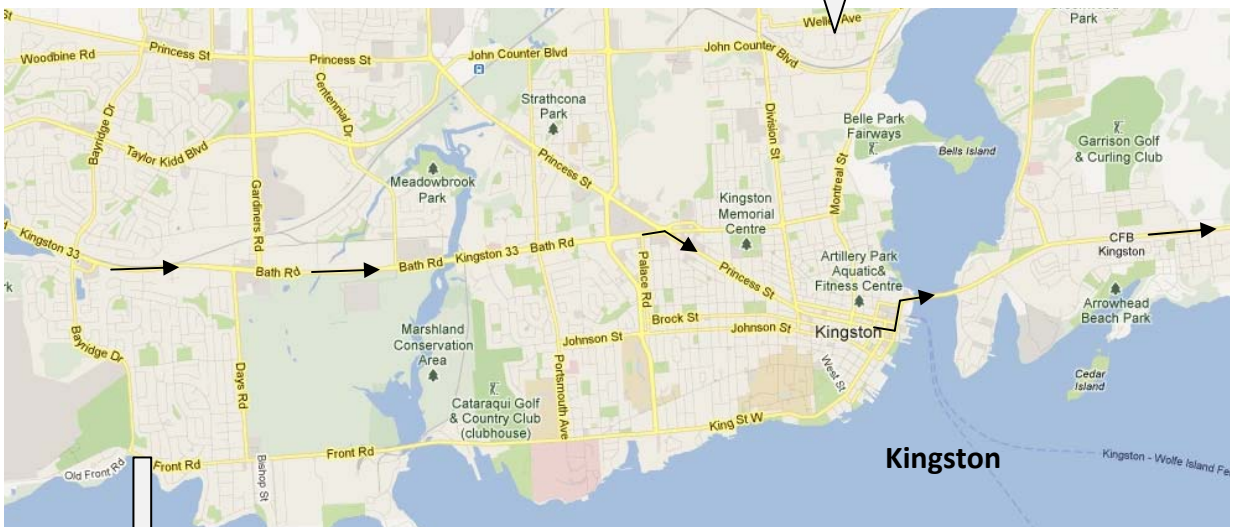 St
Woodbine Rd
Princess St
Princess St
John Counter Blvd
John Counter Blvd
Park
Centennial Dr
Bayridge Dr
Taylor Kidd Blvd
Gardiners Rd
Strathcona
Park
Division St
Belle Park
Fairways
Bells Island
Garrison Golf
& Curling Club
Meadowbrook
Park
Princess St
Montreal St
Kingston
Memorial
Centre
Kingston 33
Bath Rd
Bath Rd
Kingston 33
Bath Rd
Palace Rd
Princess St
Artillery Park
Aquatic&
Fitness Centre
CFB
Kingston
Arrowhead
Beach Park
Bayridge Dr
Days Rd
Marshland
Conservation
Area
Johnson St
Brock St
Johnson St
Kingston
West St
Portsmouth Ave
Cedar
Island
Cataraqui Golf
& Country Club
(clubhouse)
King St W
Old Front Rd
Front Rd
Bishop St
Front Rd
Kingston
Kingston - Wolfe Island Fe